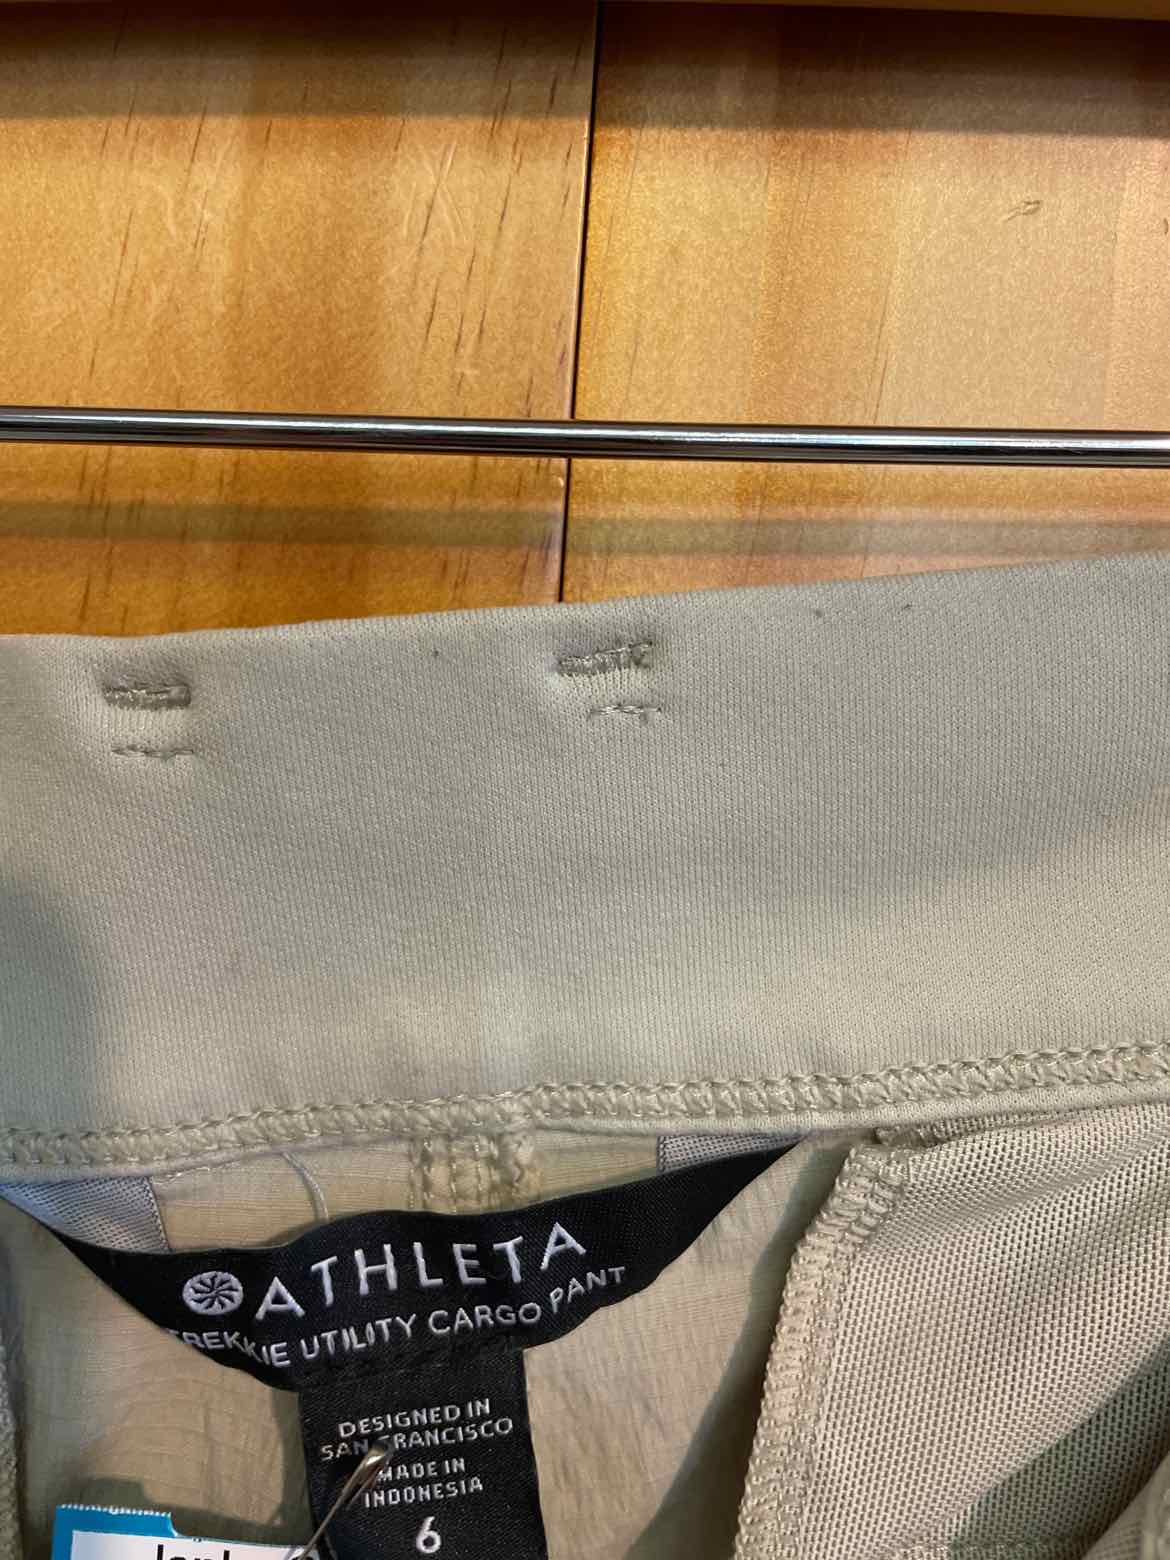 ATHLETA
TREKKIE UTILITY CARGO PANT
DESIGNED IN
SAN FRANCISCO
MADE IN
INDONESIA
6